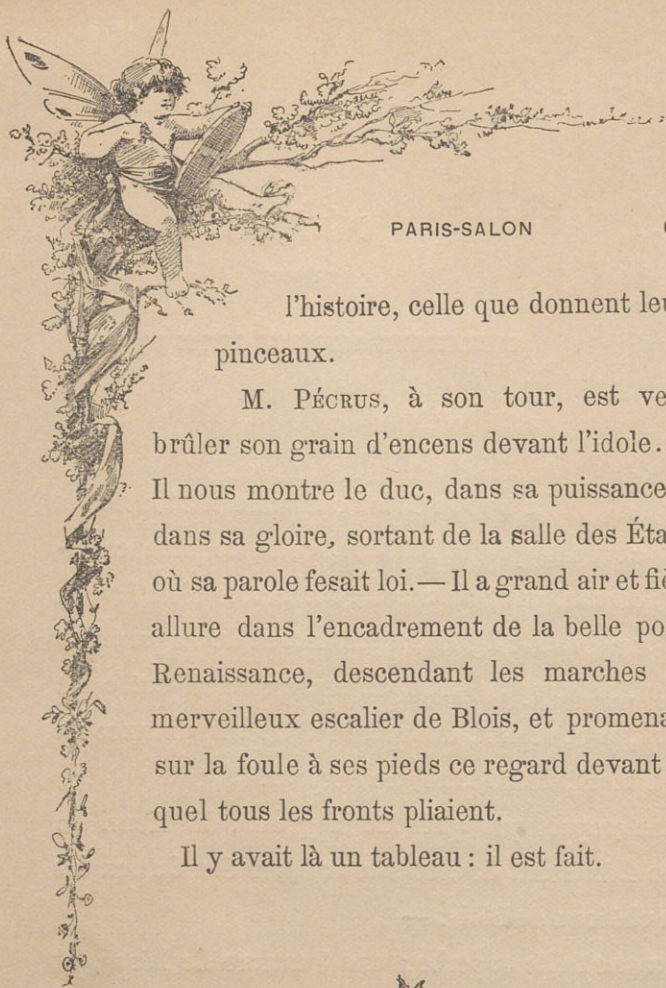 PARIS-SALON
l'histoire, celle que donnent
pinceaux.
M. PÉCRUS, à son tour, est
brûler son grain d'encens devant l'idole.
Il nous montre le duc, dans sa puissance
dans sa gloire, sortant de la salle des
où sa parole fesait loi.— Il a grand air et
allure dans l'encadrement de la belle
Renaissance, descendant les marches
merveilleux escalier de Blois, et
sur la foule à ses pieds ce regard devant
quel tous les fronts pliaient.
Il y avait là un tableau : il est fait.